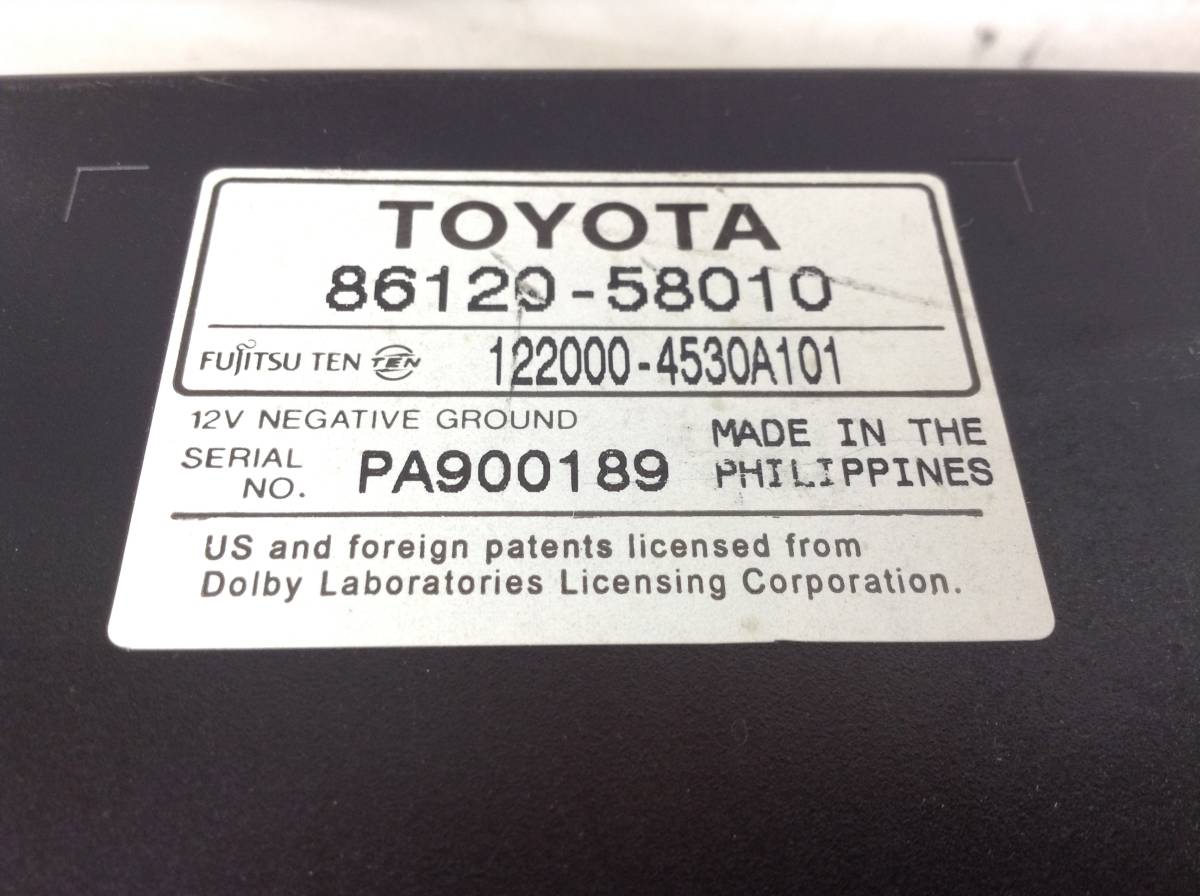 TOYOTA
86120-58010
FUJITSU TEN TEN 122000-4530A101
12V NEGATIVE GROUND
SERIAL NO. PA900189
MADE IN THE PHILIPPINES
US and foreign patents licensed from
Dolby Laboratories Licensing Corporation.